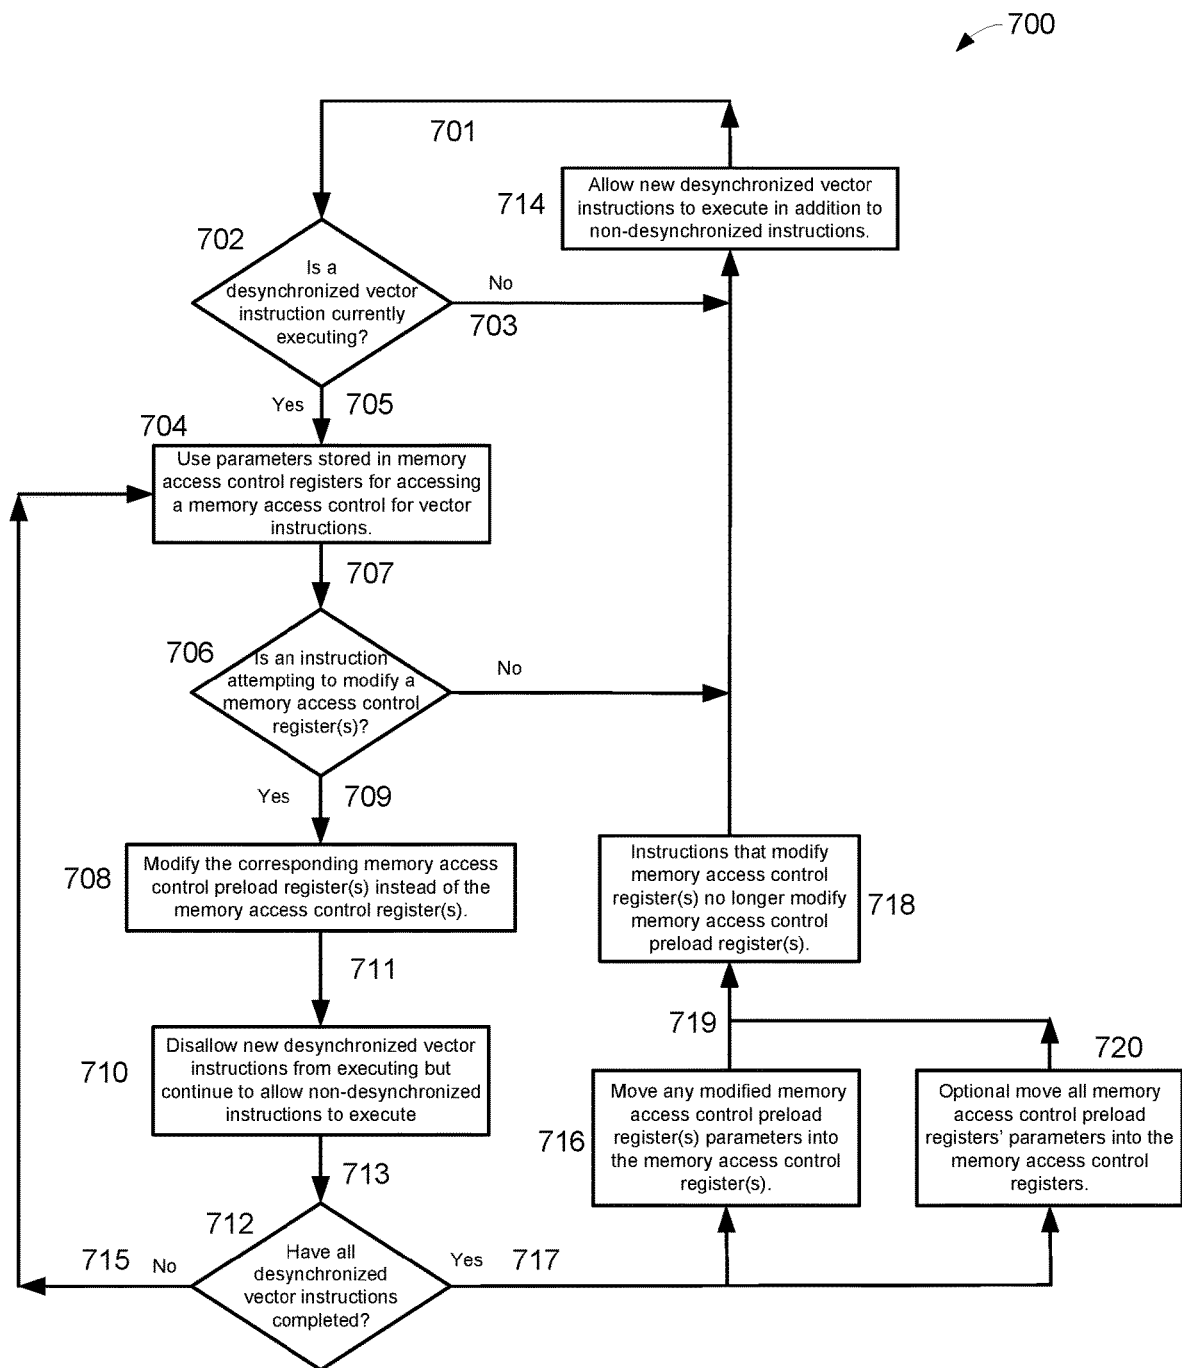 700
701
714
Allow new desynchronized vector
instructions to execute in addition to
non-desynchronized instructions.
702
Is a
desynchronized vector
instruction currently
executing?
No
703
Yes
705
704
Use parameters stored in memory
access control registers for accessing
a memory access control for vector
instructions.
707
706
Is an instruction
attempting to modify a
memory access control
register(s)?
No
Yes
709
708
Modify the corresponding memory access
control preload register(s) instead of the
memory access control register(s).
Instructions that modify
memory access control
register(s) no longer modify
memory access control
preload register(s).
718
711
710
Disallow new desynchronized vector
instructions from executing but
continue to allow non-desynchronized
instructions to execute
719
720
716
Move any modified memory
access control preload
register(s) parameters into
the memory access control
register(s).
Optional move all memory
access control preload
registers' parameters into the
memory access control
registers.
713
712
Have all
desynchronized
vector instructions
completed?
715
No
Yes
717